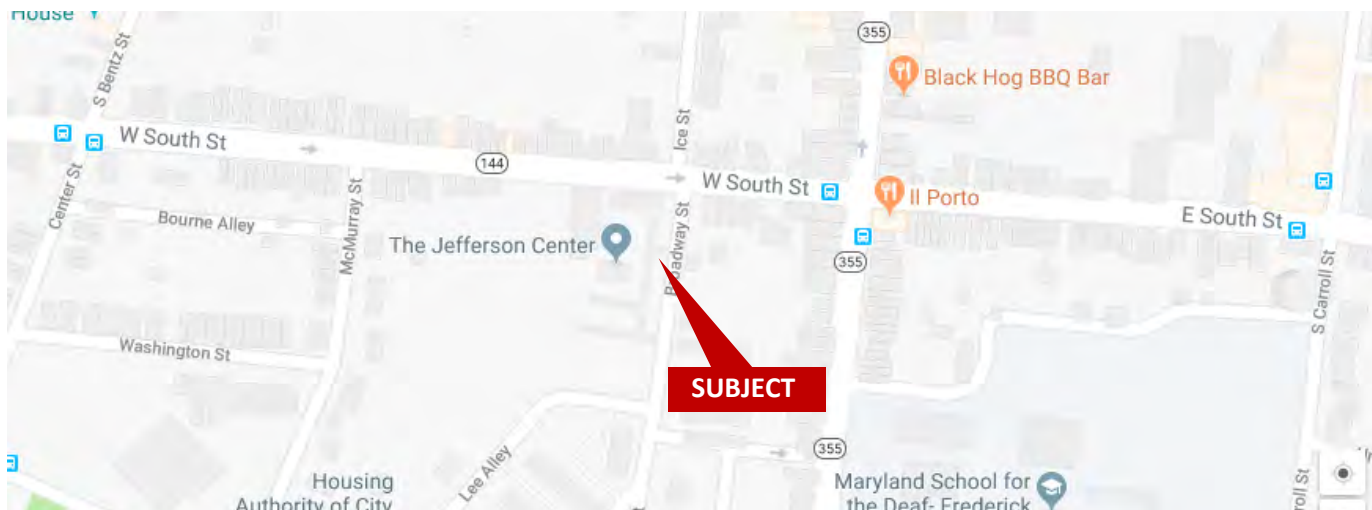 House
S Bentz St
355
Black Hog BBQ Bar
W South St
144
Ice St
W South St
Il Porto
E South St
Center St
Bourne Alley
McMurray St
The Jefferson Center
Broadway St
355
S Carroll St
Washington St
SUBJECT
355
Lee Alley
Housing
Authority of City
Maryland School for
the Deaf- Frederick